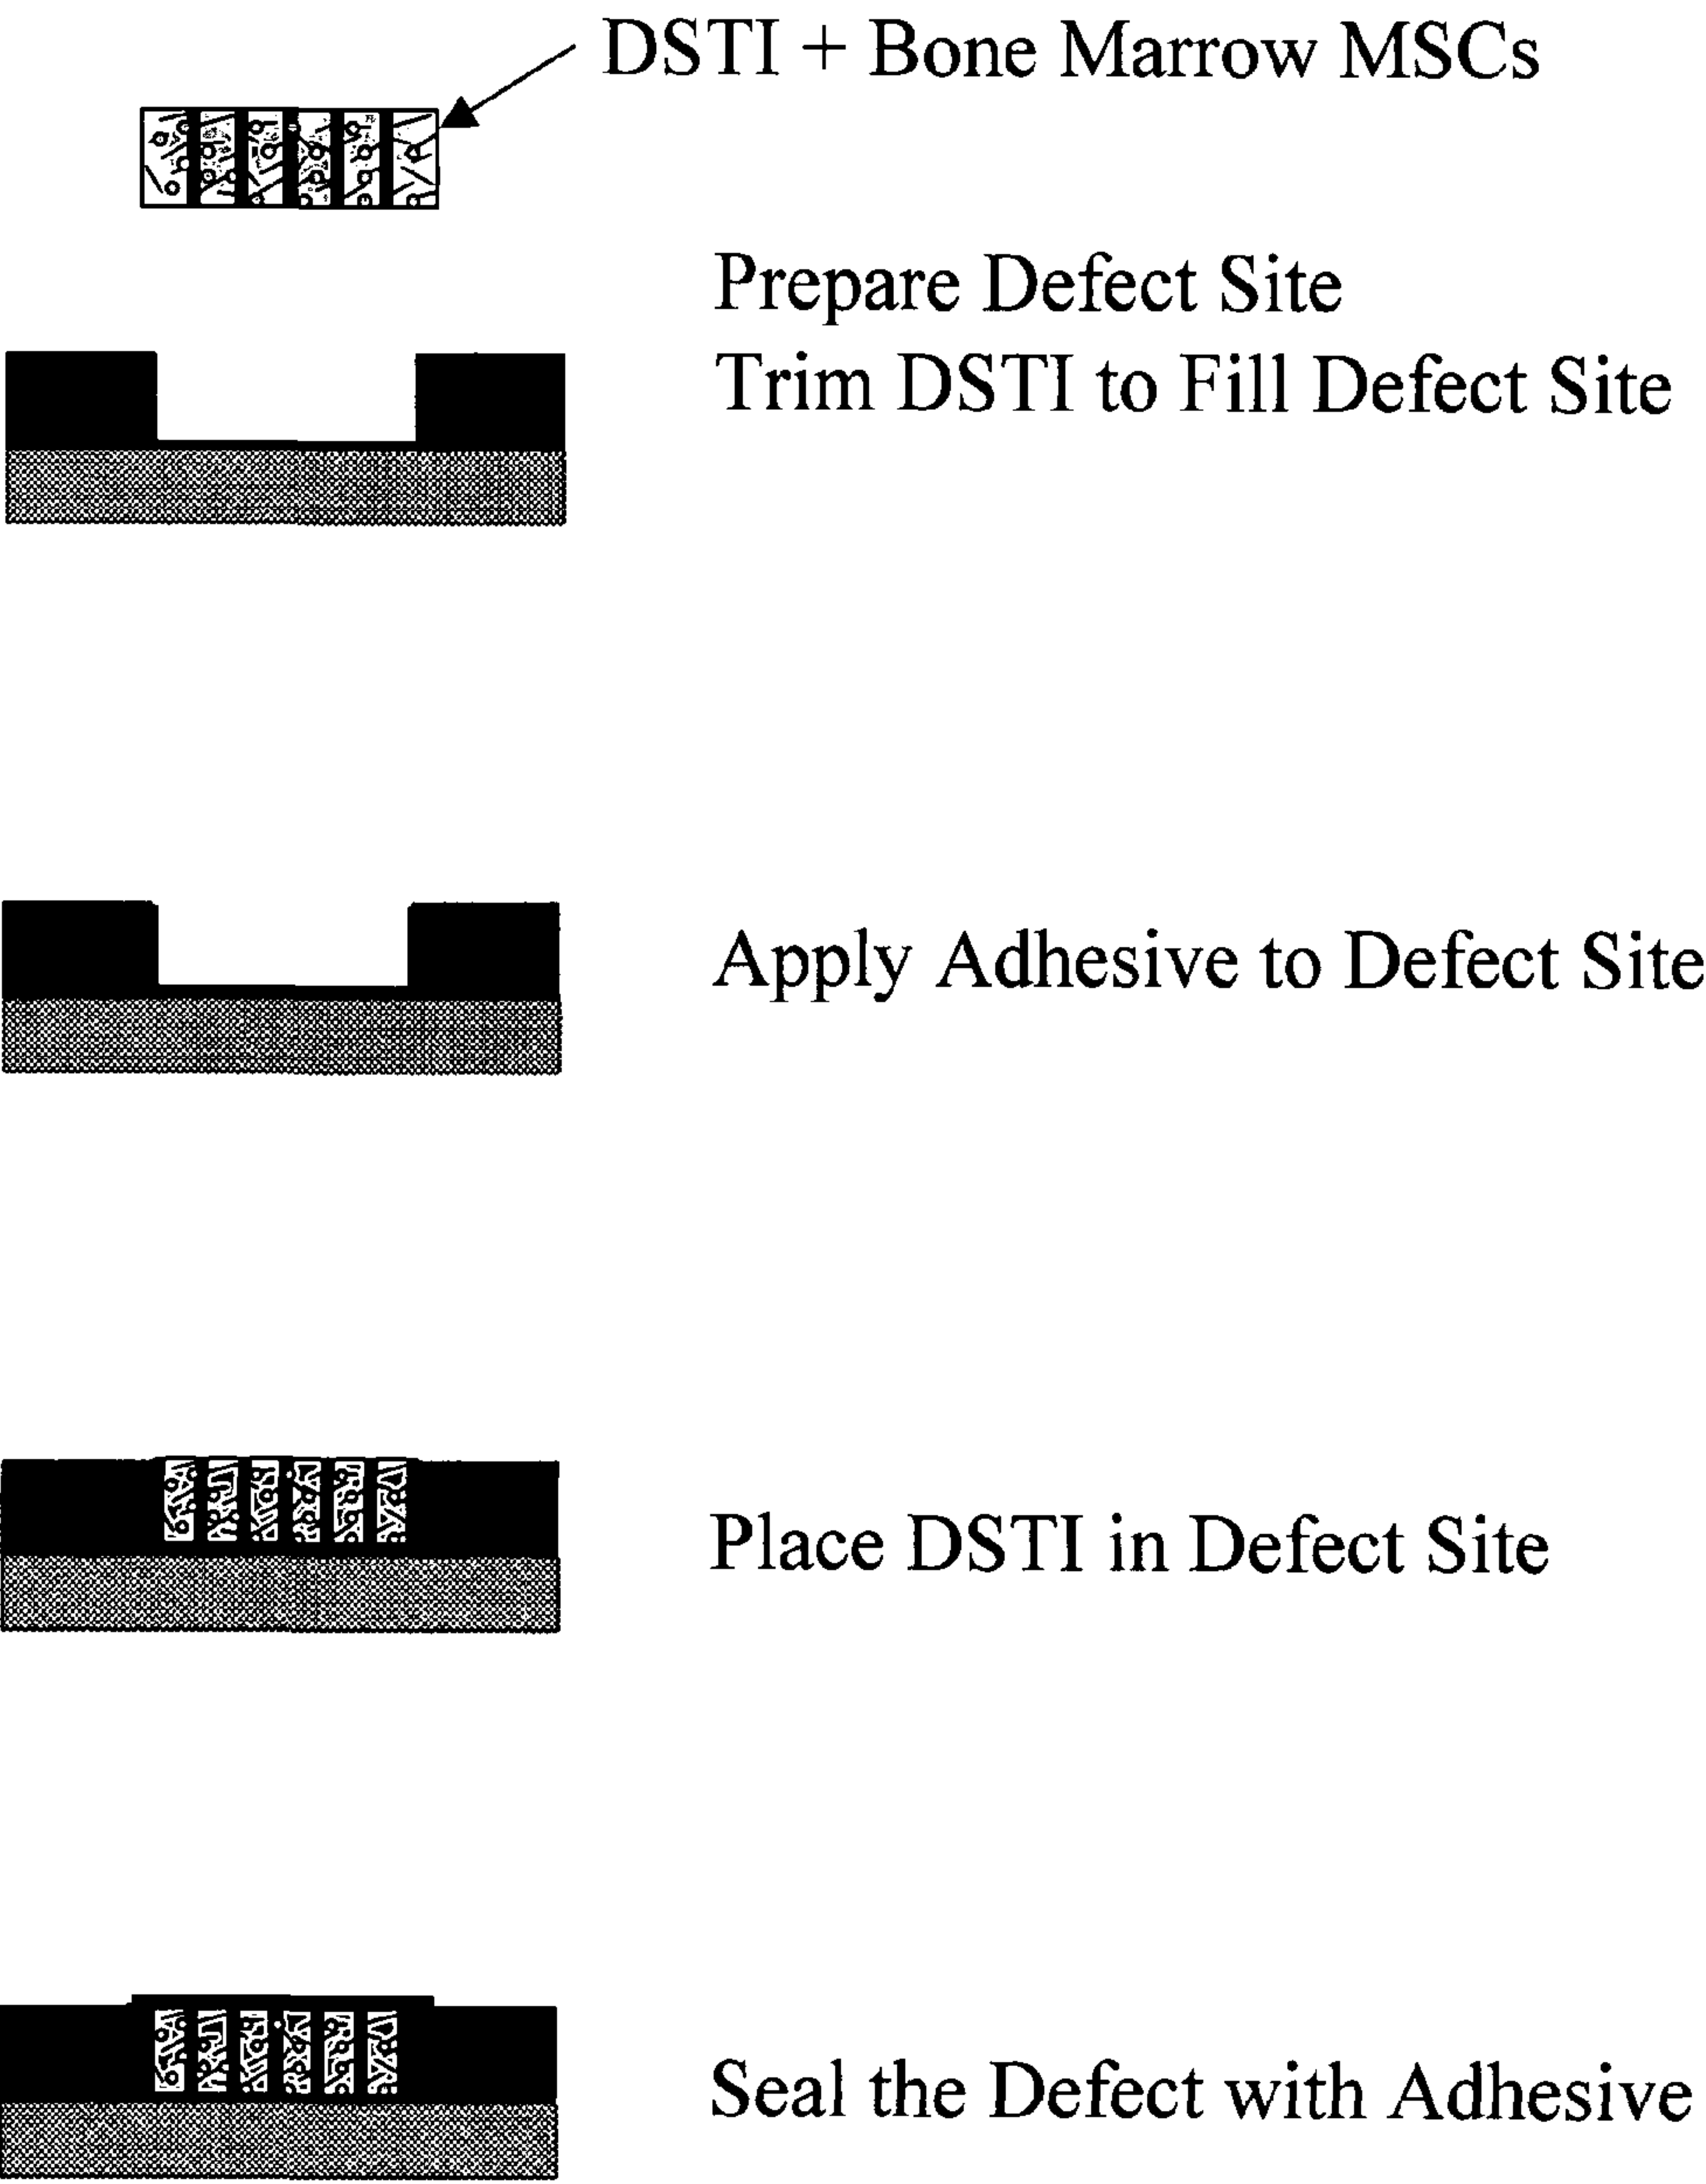 DSTI + Bone Marrow MSCs
Prepare Defect Site
Trim DSTI to Fill Defect Site
Apply Adhesive to Defect Site
Place DSTI in Defect Site
Seal the Defect with Adhesive